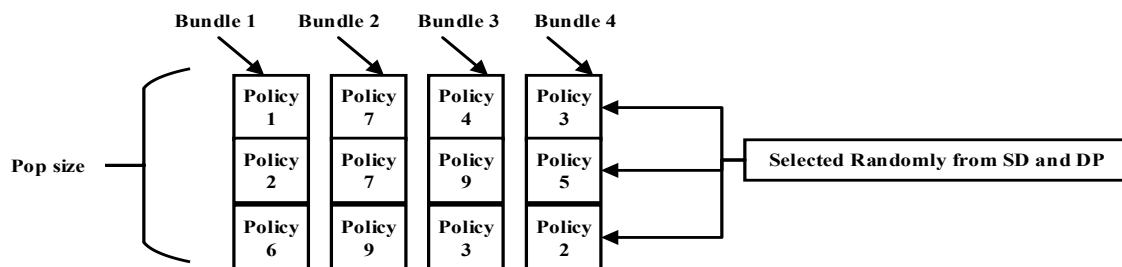 Bundle 1 Bundle 2 Bundle 3 Bundle 4
Policy 1 Policy 7 Policy 4 Policy 3
Pop size
Policy 2 Policy 7 Policy 9 Policy 5
Selected Randomly from SD and DP
Policy 6 Policy 9 Policy 3 Policy 2